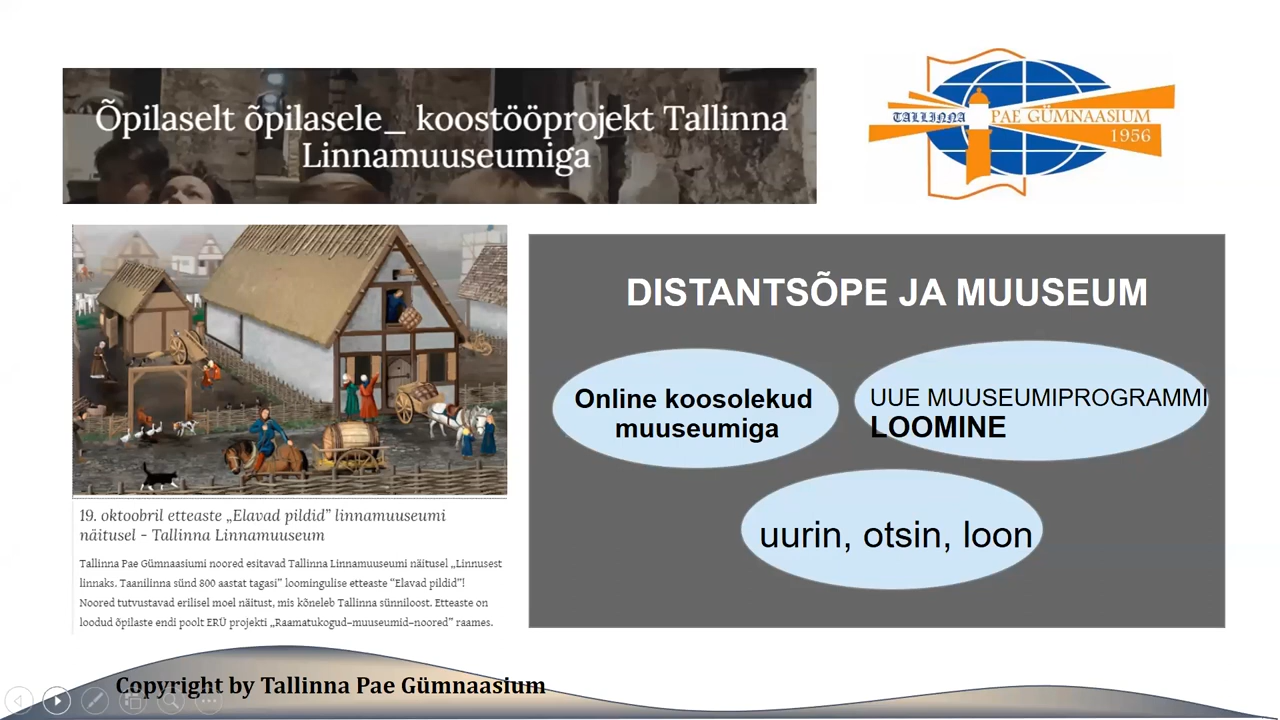 Õpilaselt õpilasele_ koostööprojekt Tallinna
Linnamuuseumiga
TALLINNA PAE GÜMNAASIUM
1956
DISTANTSÕPE JA MUUSEUM
Online koosolekud
muuseumiga
UUE MUUSEUMIPROGRAMMI
LOOMINE
uurin, otsin, loon
19. oktoobril etteaste „Elavad pildid” linnamuuseumi
näitusel - Tallinna Linnamuuseum
Tallinna Pae Gümnaasiumi noored esitavad Tallinna Linnamuuseumi näitusel „Linnusest
linnaks. Taanilinna sünd 800 aastat tagasi” loomingulise etteaste “Elavad pildid”!
Noored tutvustavad erilisel moel näitust, mis kõneleb Tallinna sünniloost. Etteaste on
loodud õpilaste endi poolt ERÜ projekti „Raamatukogud–muuseumid–noored” raames.
Copyright by Tallinna Pae Gümnaasium